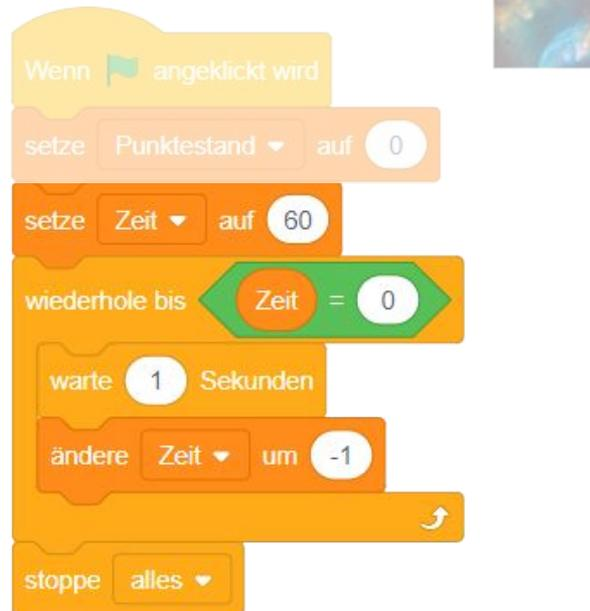 Wenn angeklickt wird
setze Punktestand auf 0
setze Zeit auf 60
wiederhole bis Zeit = 0
warte 1 Sekunden
ändere Zeit um -1
stoppe alles